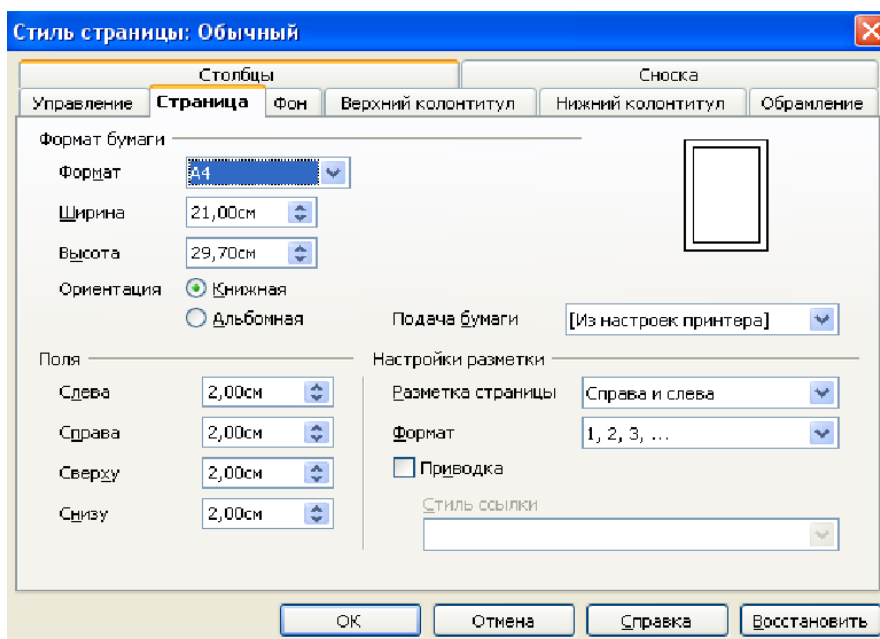 Стиль страницы: Обычный
Столбцы Сноска
Управление Страница Фон Верхний колонтитул Нижний колонтитул Обрамление
Формат бумаги
Формат A4
Ширина 21,00см
Высота 29,70см
Ориентация Книжная
Альбомная Подача бумаги [Из настроек принтера]
Поля Настройки разметки
Слева 2,00см Разметка страницы Справа и слева
Справа 2,00см Формат 1, 2, 3, ...
Сверху 2,00см Приводка
Стиль ссылки
Снизу 2,00см
ОК Отмена Справка Восстановить